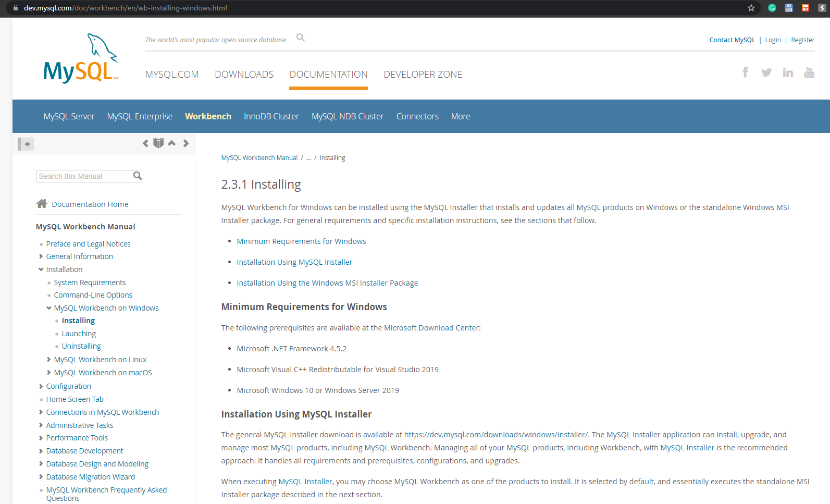 dev.mysql.com/doc/workbench/en/wb-installing-windows.html
MySQL™
The world's most popular open source database
Contact MySQL | Login | Register
MYSQL.COM DOWNLOADS DOCUMENTATION DEVELOPER ZONE
MySQL Server MySQL Enterprise Workbench InnoDB Cluster MySQL NDB Cluster Connectors More
Search this Manual
Documentation Home
MySQL Workbench Manual
Preface and Legal Notices
General Information
Installation
System Requirements
Command-Line Options
MySQL Workbench on Windows
Installing
Launching
Uninstalling
MySQL Workbench on Linux
MySQL Workbench on macOS
Configuration
Home Screen Tab
Connections in MySQL Workbench
Administrative Tasks
Performance Tools
Database Development
Database Design and Modeling
Database Migration Wizard
MySQL Workbench Frequently Asked
Questions
MySQL Workbench Manual / ... / Installing
2.3.1 Installing
MySQL Workbench for Windows can be installed using the MySQL Installer that installs and updates all MySQL products on Windows or the standalone Windows MSI
Installer package. For general requirements and specific installation instructions, see the sections that follow.
Minimum Requirements for Windows
Installation Using MySQL Installer
Installation Using the Windows MSI Installer Package
Minimum Requirements for Windows
The following prerequisites are available at the Microsoft Download Center:
Microsoft .NET Framework 4.5.2
Microsoft Visual C++ Redistributable for Visual Studio 2019
Microsoft Windows 10 or Windows Server 2019
Installation Using MySQL Installer
The general MySQL Installer download is available at https://dev.mysql.com/downloads/windows/installer/. The MySQL Installer application can install, upgrade, and
manage most MySQL products, including MySQL Workbench. Managing all of your MySQL products, including Workbench, with MySQL Installer is the recommended
approach. It handles all requirements and prerequisites, configurations, and upgrades.
When executing MySQL Installer, you may choose MySQL Workbench as one of the products to install. It is selected by default, and essentially executes the standalone MSI
Installer package described in the next section.